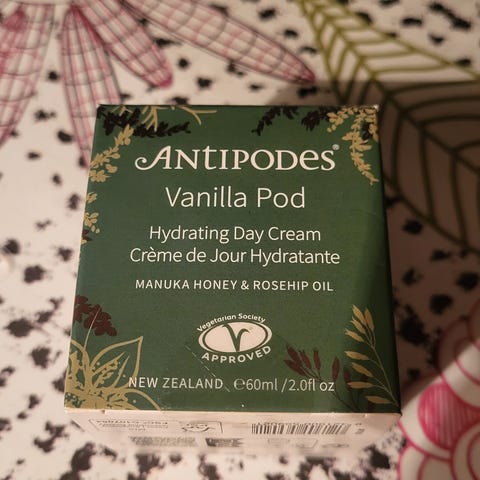 ANTIPODES®
Vanilla Pod
Hydrating Day Cream
Crème de Jour Hydratante
MANUKA HONEY & ROSEHIP OIL
Vegetarian Society
V
APPROVED
NEW ZEALAND ℮60ml /2.0fl oz